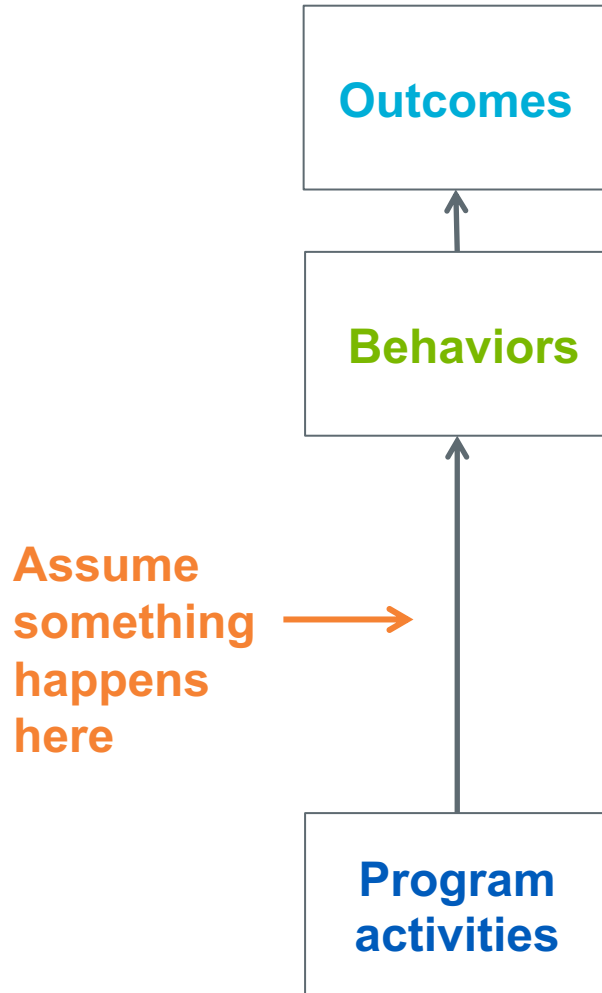 Outcomes
Behaviors
Assume
something
happens
here
Program
activities